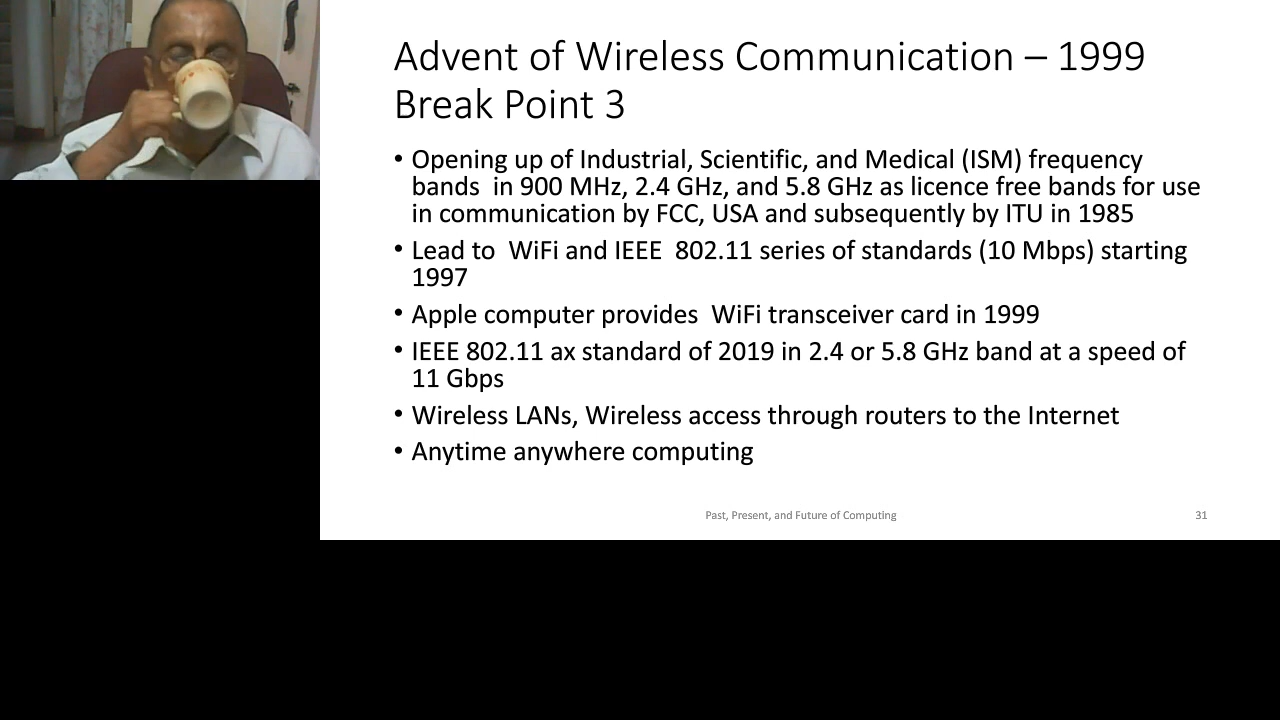 Advent of Wireless Communication – 1999
Break Point 3
• Opening up of Industrial, Scientific, and Medical (ISM) frequency
bands  in 900 MHz, 2.4 GHz, and 5.8 GHz as licence free bands for use
in communication by FCC, USA and subsequently by ITU in 1985
• Lead to  WiFi and IEEE  802.11 series of standards (10 Mbps) starting
1997
• Apple computer provides  WiFi transceiver card in 1999
• IEEE 802.11 ax standard of 2019 in 2.4 or 5.8 GHz band at a speed of
11 Gbps
• Wireless LANs, Wireless access through routers to the Internet
• Anytime anywhere computing
Past, Present, and Future of Computing
31